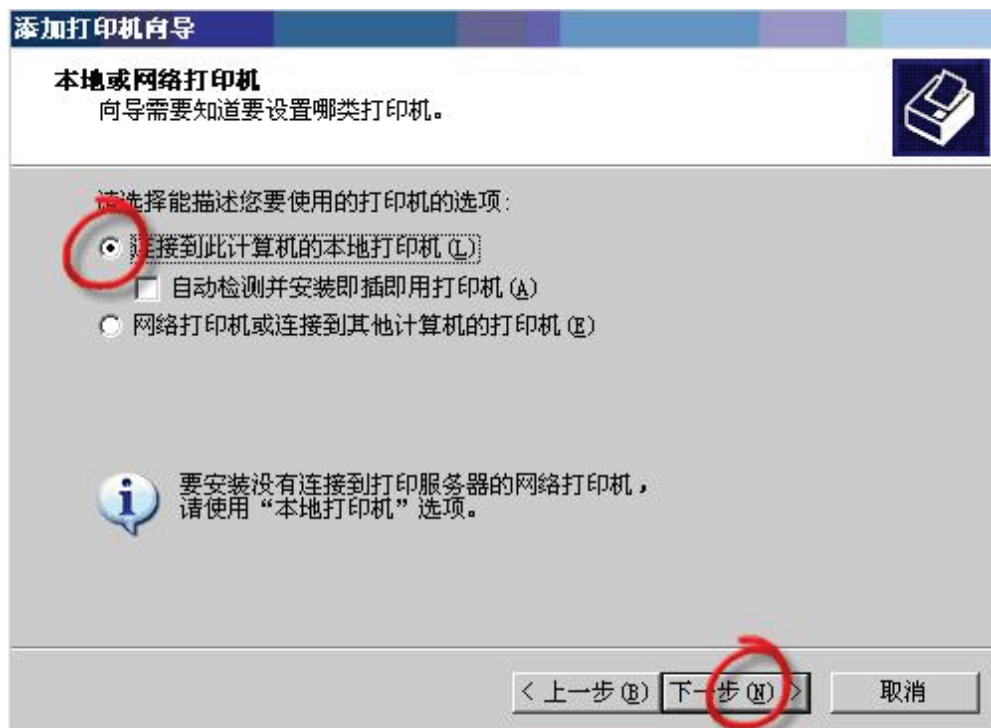 添加打印机向导
本地或网络打印机
向导需要知道要设置哪类打印机。
请选择能描述您要使用的打印机的选项:
连接到此计算机的本地打印机(L)
自动检测并安装即插即用打印机(A)
网络打印机或连接到其他计算机的打印机(E)
要安装没有连接到打印服务器的网络打印机，
请使用“本地打印机”选项。
< 上一步(B) 下一步(N) > 取消